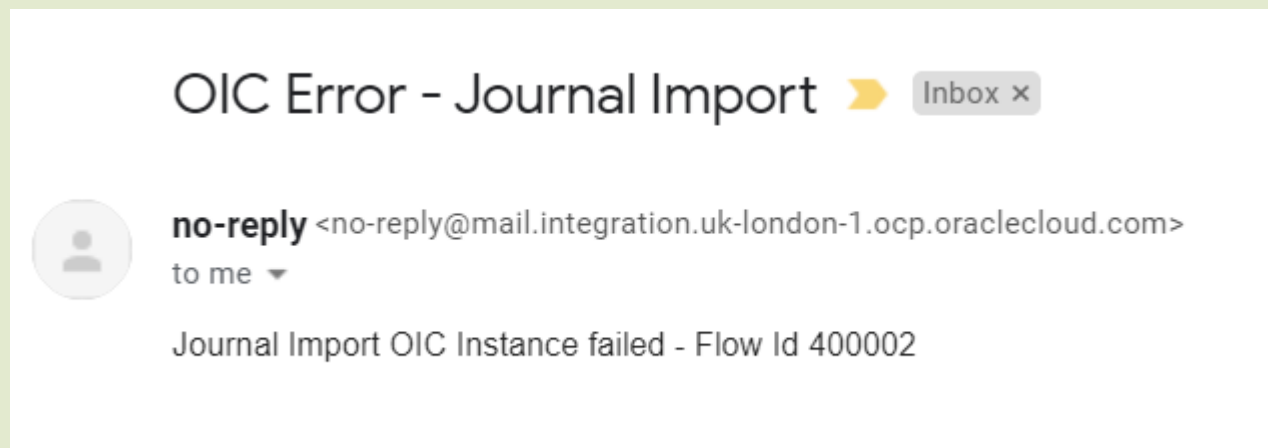 OIC Error - Journal Import Inbox ×
no-reply <no-reply@mail.integration.uk-london-1.ocp.oraclecloud.com>
to me
Journal Import OIC Instance failed - Flow Id 400002